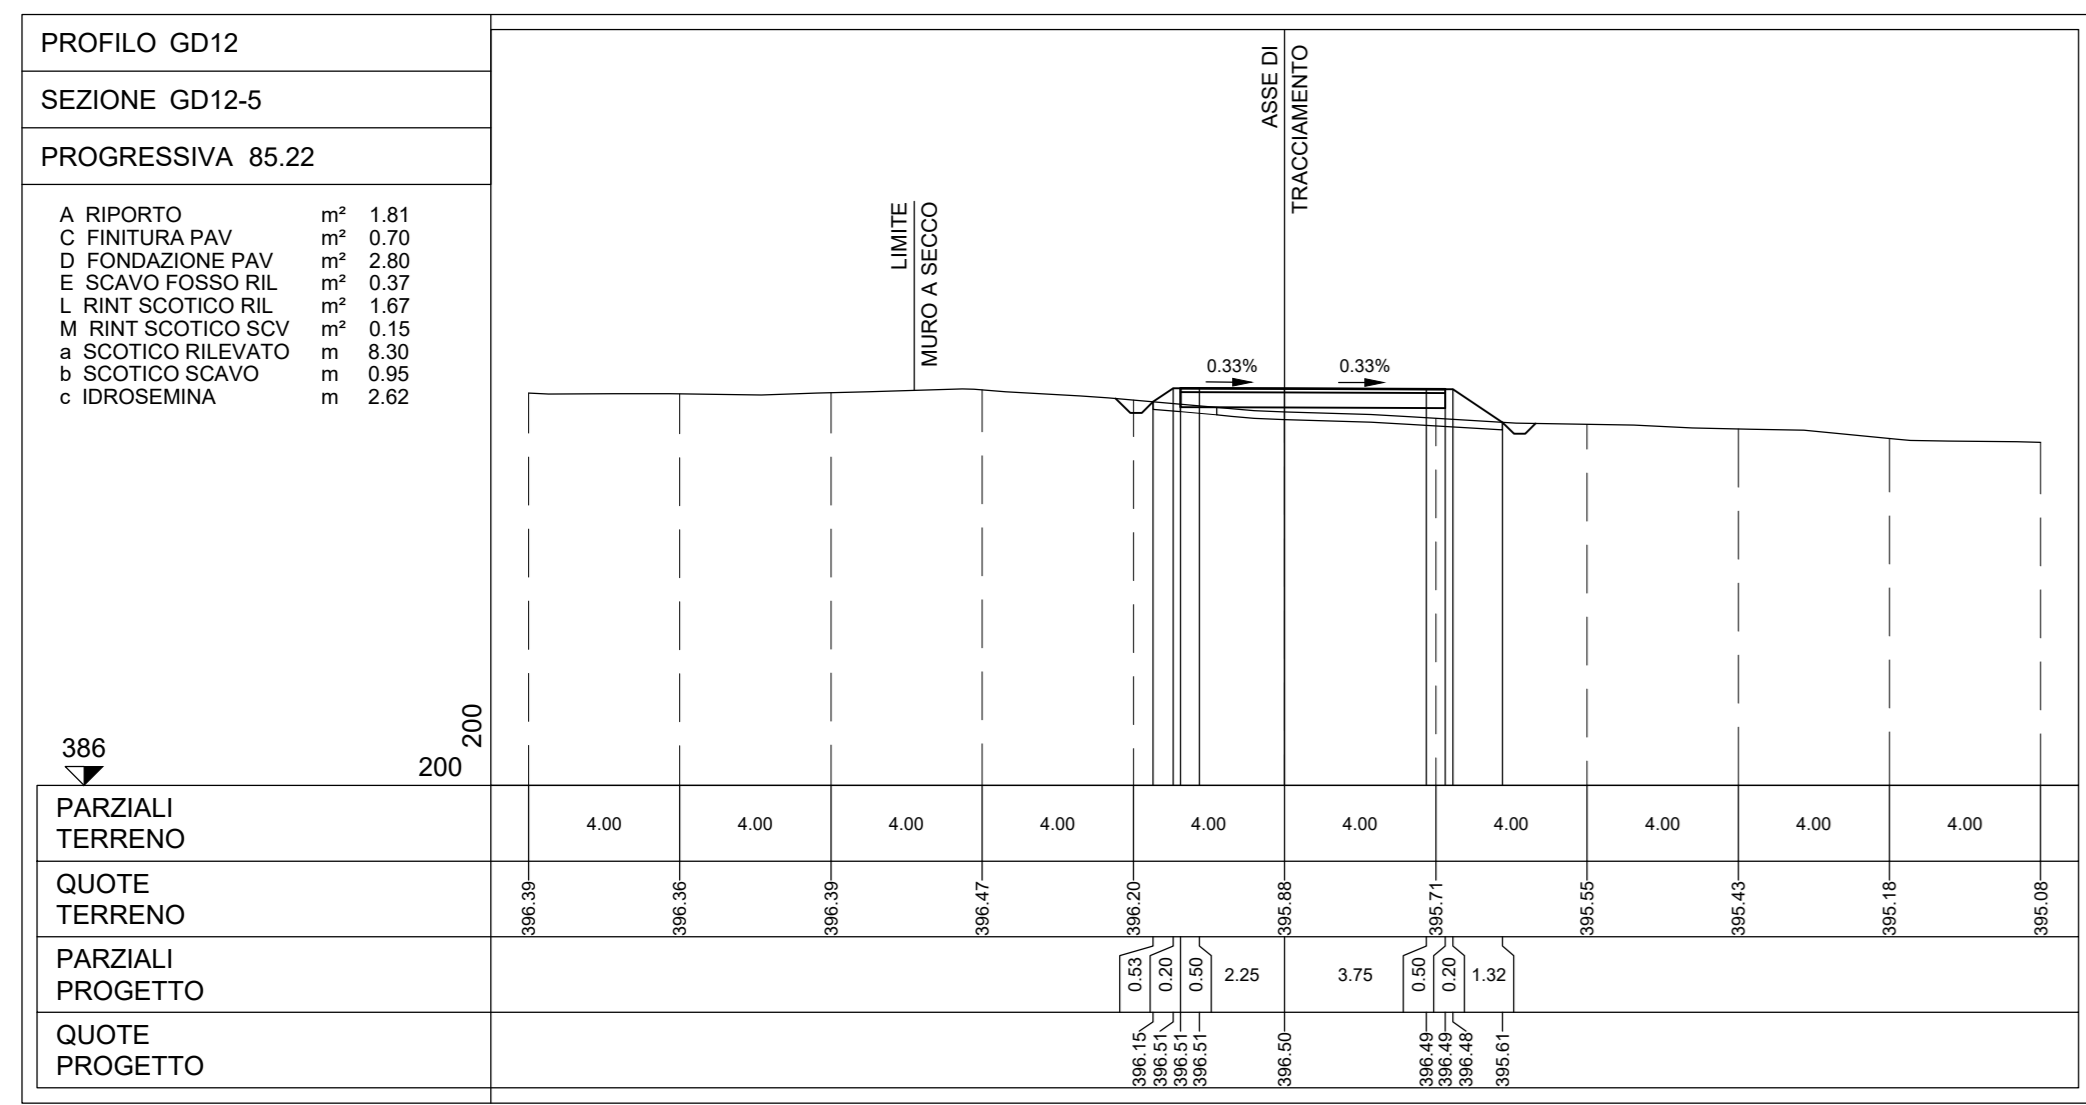 PROFILO GD12
SEZIONE GD12-5
PROGRESSIVA 85.22
A RIPORTO m² 1.81
C FINITURA PAV m² 0.70
D FONDAZIONE PAV m² 2.80
E SCAVO FOSSO RIL m² 0.37
L RINT SCOTICO RIL m² 1.67
M RINT SCOTICO SCV m² 0.15
a SCOTICO RILEVATO m 8.30
b SCOTICO SCAVO m 0.95
c IDROSEMINA m 2.62
ASSE DI
TRACCIAMENTO
LIMITE
MURO A SECCO
0.33% 0.33%
386
200
200
PARZIALI
TERRENO
4.00 4.00 4.00 4.00 4.00 4.00 4.00 4.00 4.00 4.00
QUOTE
TERRENO
396.39 396.36 396.39 396.47 396.20 395.88 395.71 395.55 395.43 395.18 395.08
PARZIALI
PROGETTO
0.53 0.20 0.50 2.25 3.75 0.50 0.20 1.32
QUOTE
PROGETTO
396.15 396.51 396.51 396.51 396.50 396.49 396.49 396.48 395.61